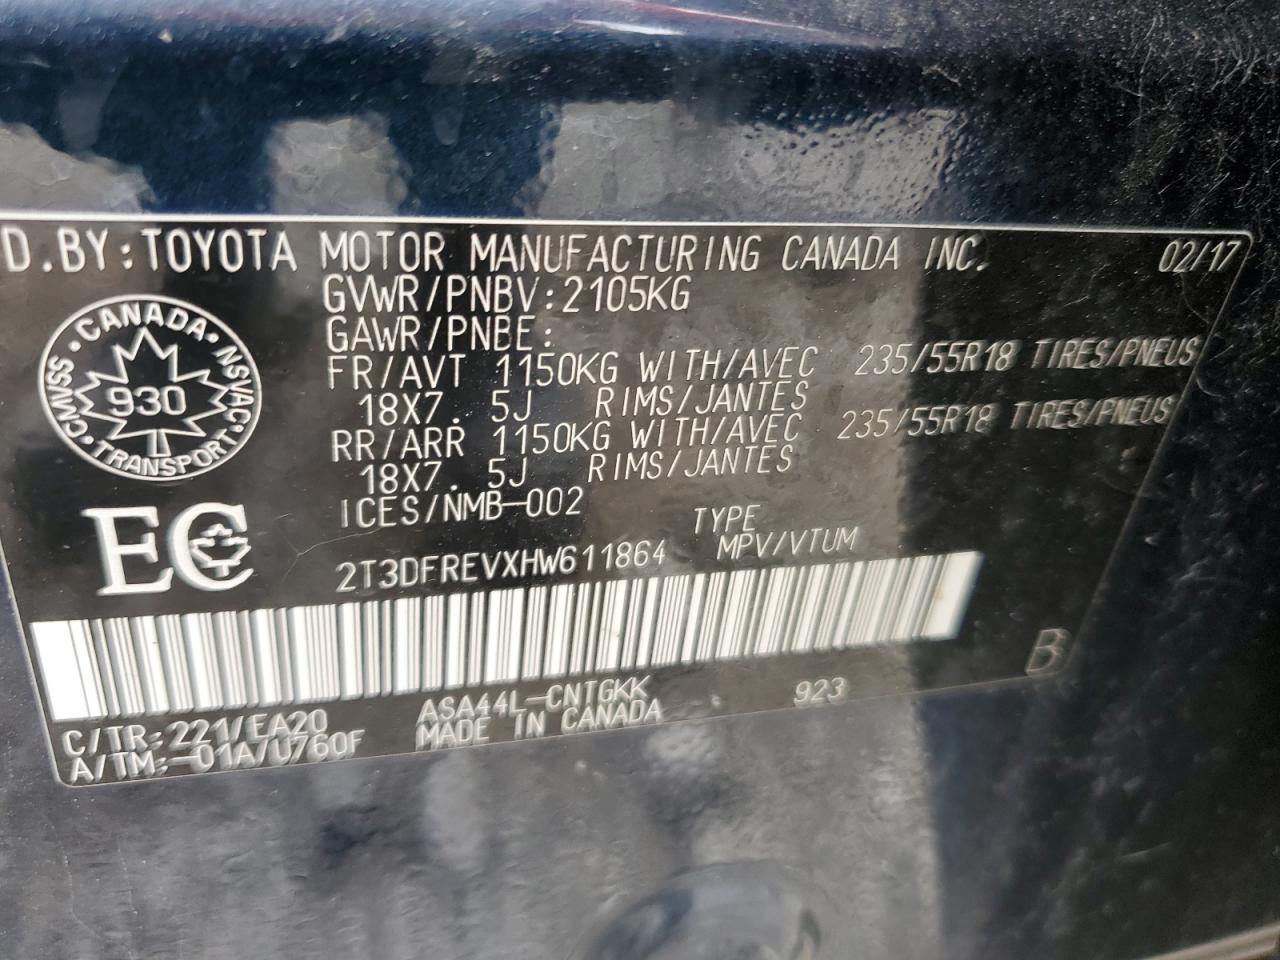 D.BY:TOYOTA MOTOR MANUFACTURING CANADA INC. 02/17
GVWR/PNBV:2105KG
GAWR/PNBE:
FR/AVT 1150KG WITH/AVEC 235/55R18 TIRES/PNEUS
18X7. 5J RIMS/JANTES
RR/ARR 1150KG WITH/AVEC 235/55R18 TIRES/PNEUS
18X7. 5J RIMS/JANTES
ICES/NMB-002
CANADA
CMVSS • NSVAC
930
TRANSPORT
EC
TYPE
2T3DFREVXHW611864 MPV/VTUM
B
C/TR:221/EA20 ASA44L-CNTGKK 923
A/TM:-01A/U760F MADE IN CANADA